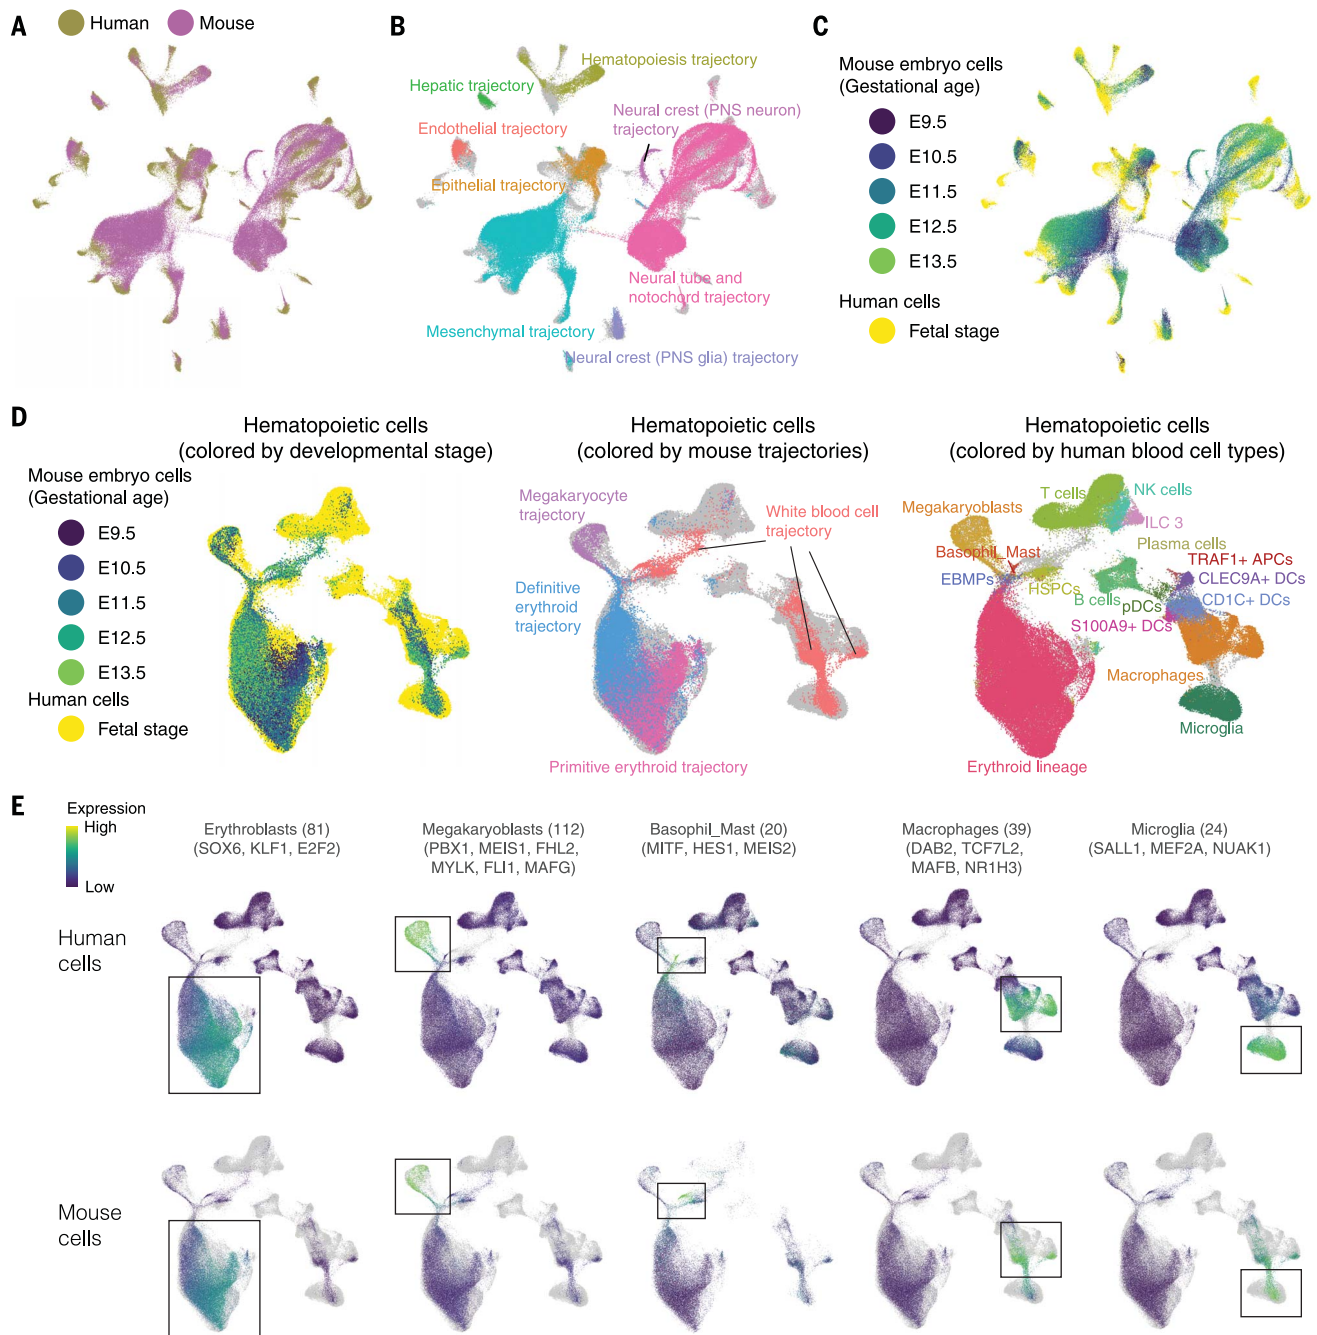 A
Human
Mouse
B
Hematopoiesis trajectory
Hepatic trajectory
Neural crest (PNS neuron)
trajectory
Endothelial trajectory
Epithelial trajectory
Neural tube and
notochord trajectory
Mesenchymal trajectory
Neural crest (PNS glia) trajectory
C
Mouse embryo cells
(Gestational age)
E9.5
E10.5
E11.5
E12.5
E13.5
Human cells
Fetal stage
D
Hematopoietic cells
(colored by developmental stage)
Mouse embryo cells
(Gestational age)
E9.5
E10.5
E11.5
E12.5
E13.5
Human cells
Fetal stage
Hematopoietic cells
(colored by mouse trajectories)
Megakaryocyte
trajectory
White blood cell
trajectory
Definitive
erythroid
trajectory
Primitive erythroid trajectory
Hematopoietic cells
(colored by human blood cell types)
T cells
NK cells
Megakaryoblasts
ILC 3
Plasma cells
Basophil_Mast
TRAF1+ APCs
EBMPs
HSPCs
CLEC9A+ DCs
B cells
pDCs
CD1C+ DCs
S100A9+ DCs
Macrophages
Microglia
Erythroid lineage
E
Expression
High
Low
Erythroblasts (81)
(SOX6, KLF1, E2F2)
Megakaryoblasts (112)
(PBX1, MEIS1, FHL2,
MYLK, FLI1, MAFG)
Basophil_Mast (20)
(MITF, HES1, MEIS2)
Macrophages (39)
(DAB2, TCF7L2,
MAFB, NR1H3)
Microglia (24)
(SALL1, MEF2A, NUAK1)
Human
cells
Mouse
cells